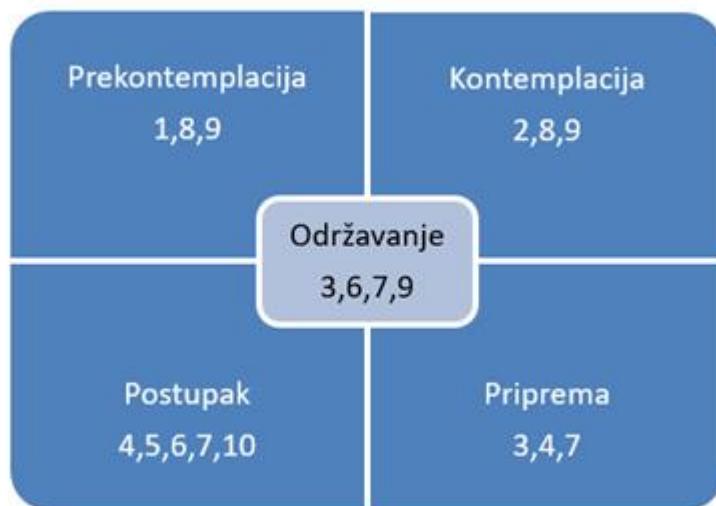 Prekontemplacija
1,8,9
Kontemplacija
2,8,9
Održavanje
3,6,7,9
Postupak
4,5,6,7,10
Priprema
3,4,7